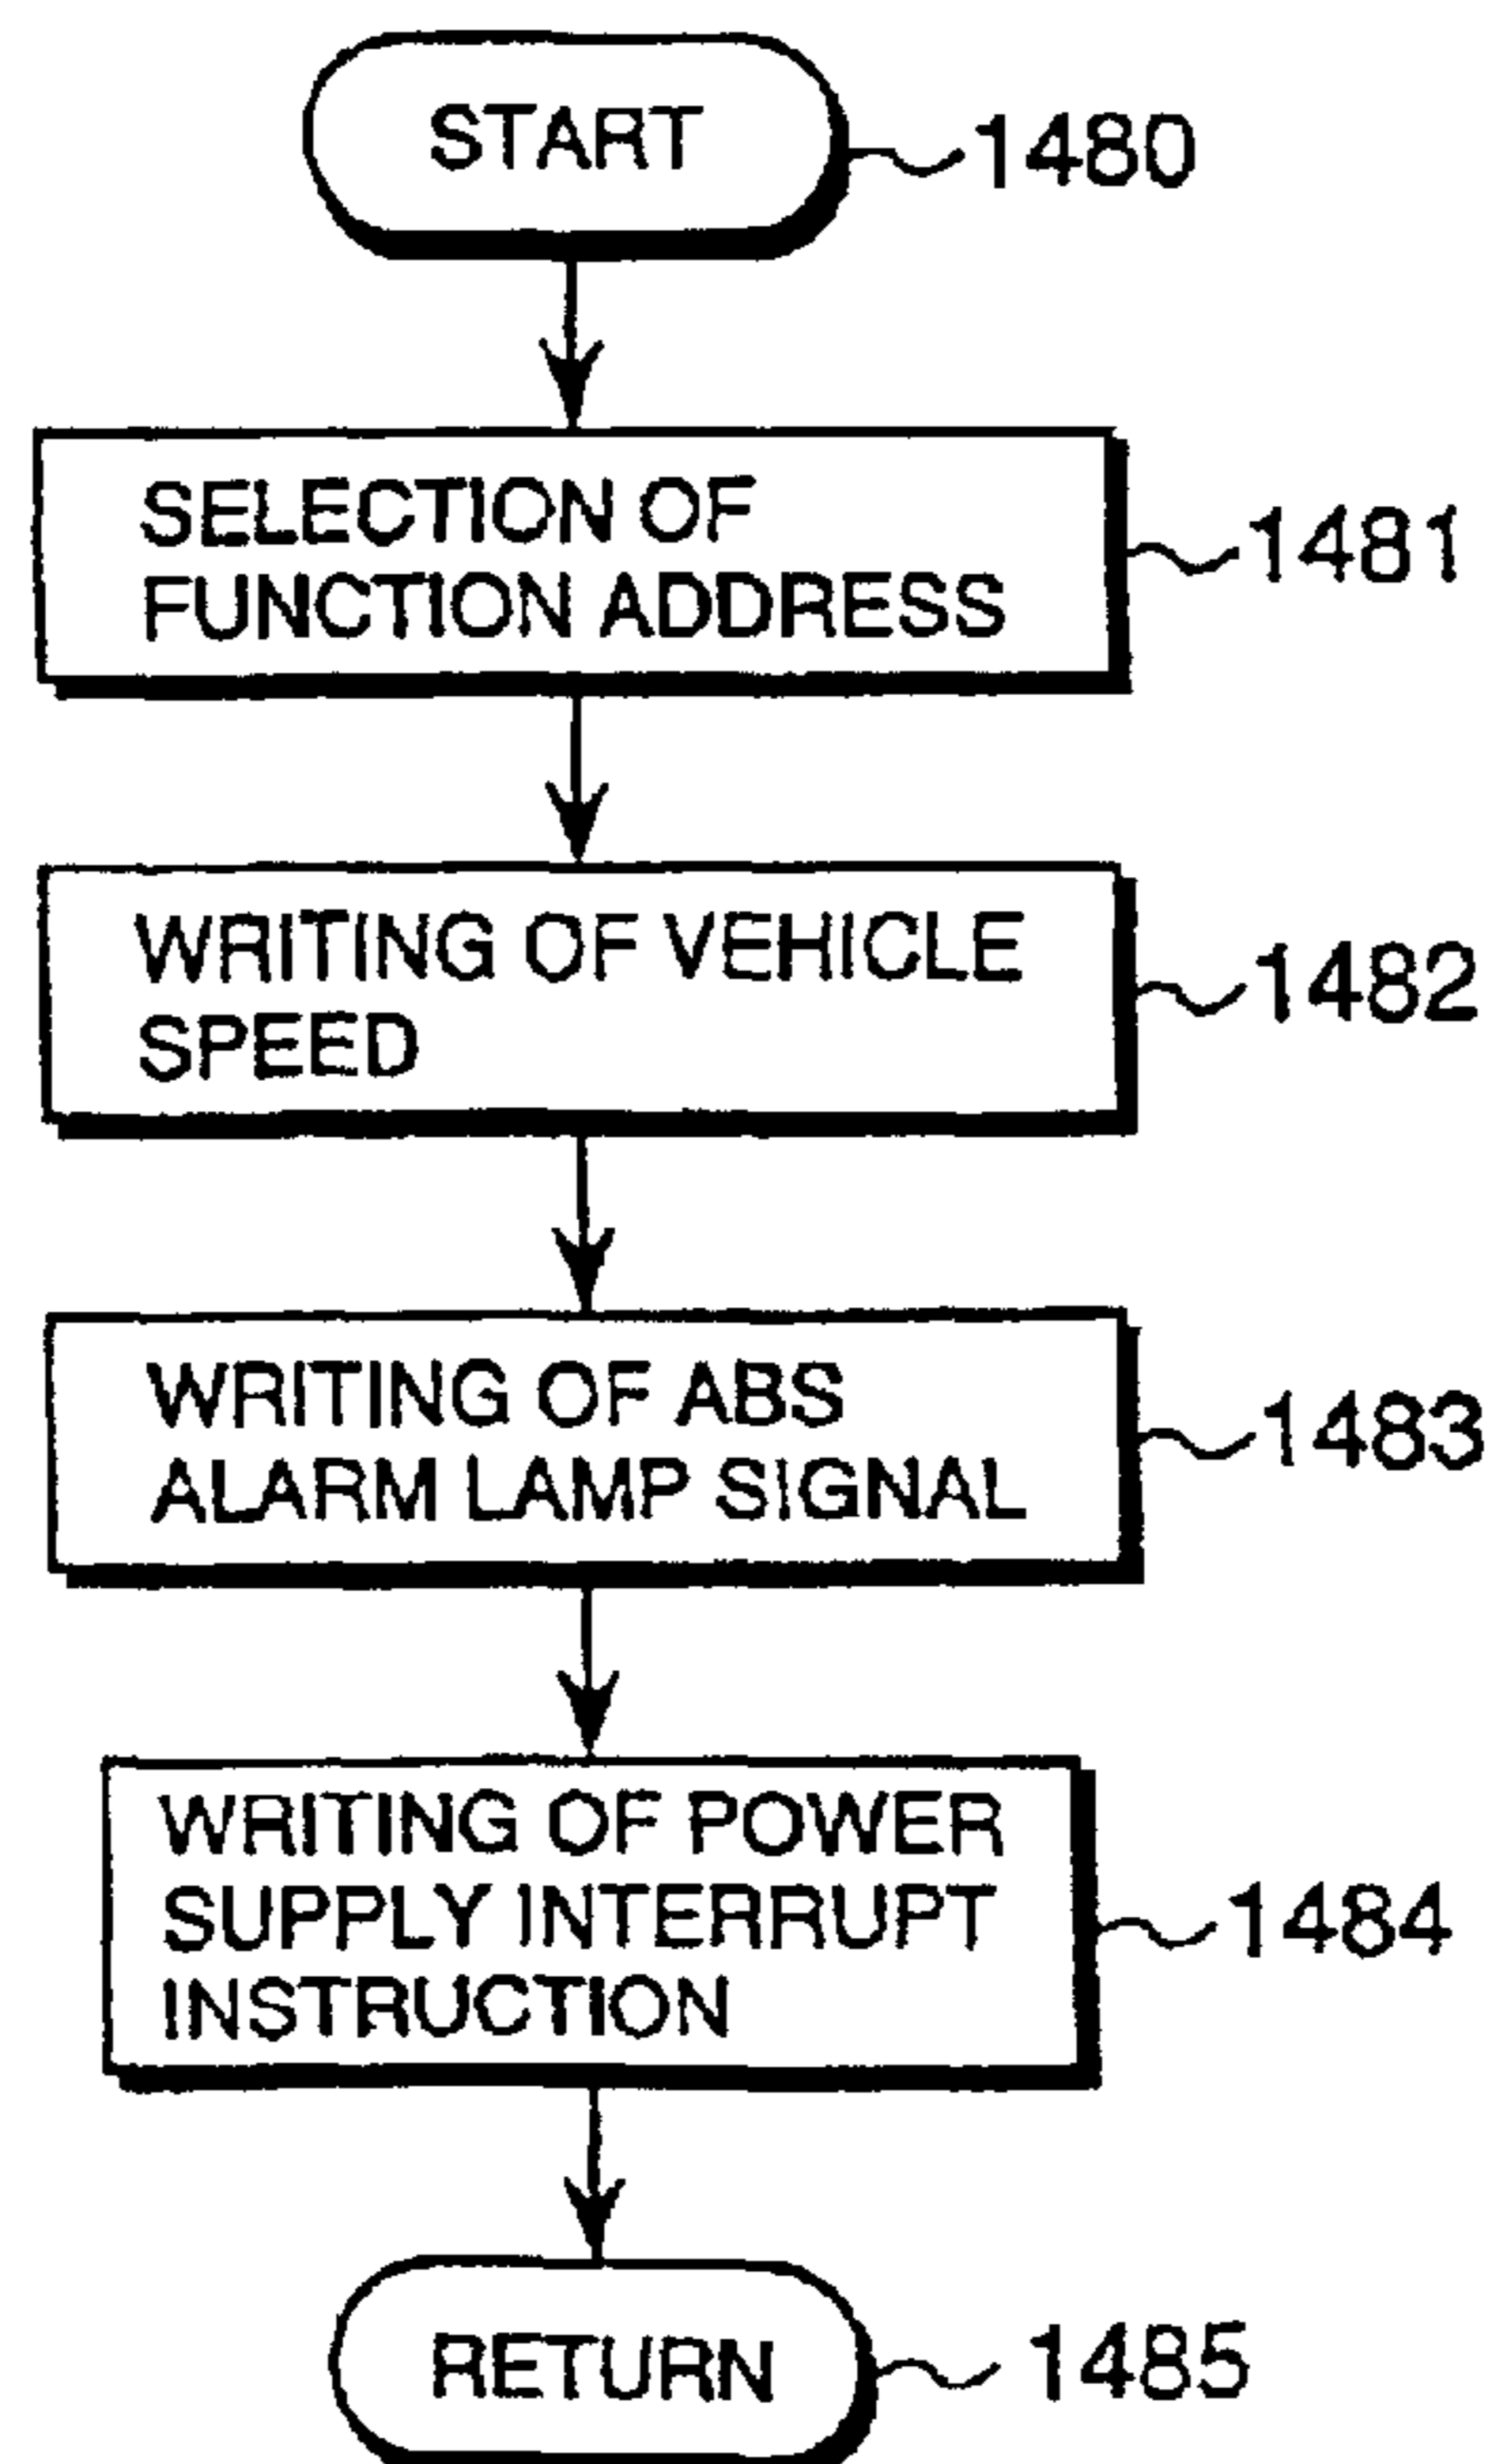 START
1480
SELECTION OF
FUNCTION ADDRESS
1481
WRITING OF VEHICLE
SPEED
1482
WRITING OF ABS
ALARM LAMP SIGNAL
1483
WRITING OF POWER
SUPPLY INTERRUPT
INSTRUCTION
1484
RETURN
1485